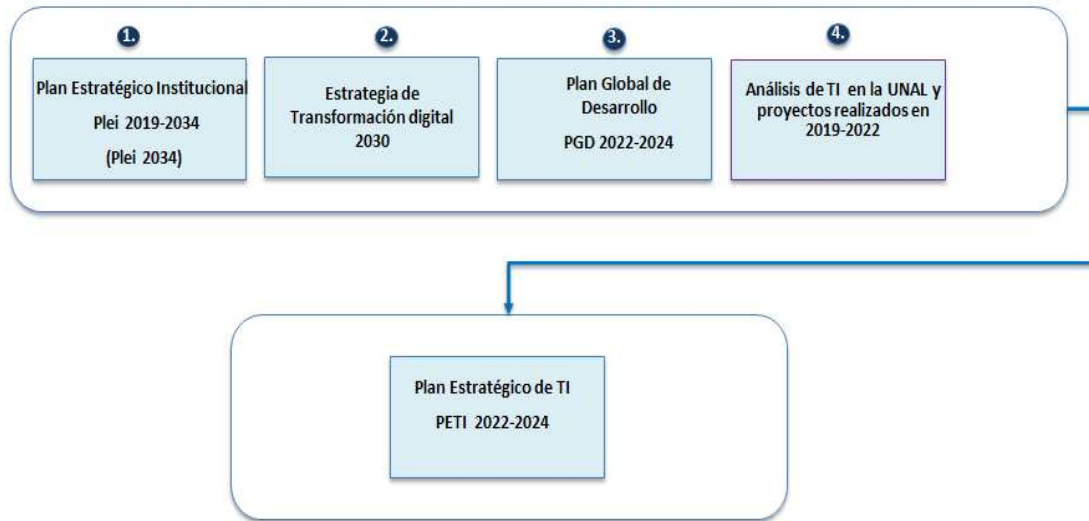 1.
Plan Estratégico Institucional
Plei 2019-2034
(Plei 2034)
2.
Estrategia de
Transformación digital
2030
3.
Plan Global de
Desarrollo
PGD 2022-2024
4.
Análisis de TI en la UNAL y
proyectos realizados en
2019-2022
Plan Estratégico de TI
PETI 2022-2024